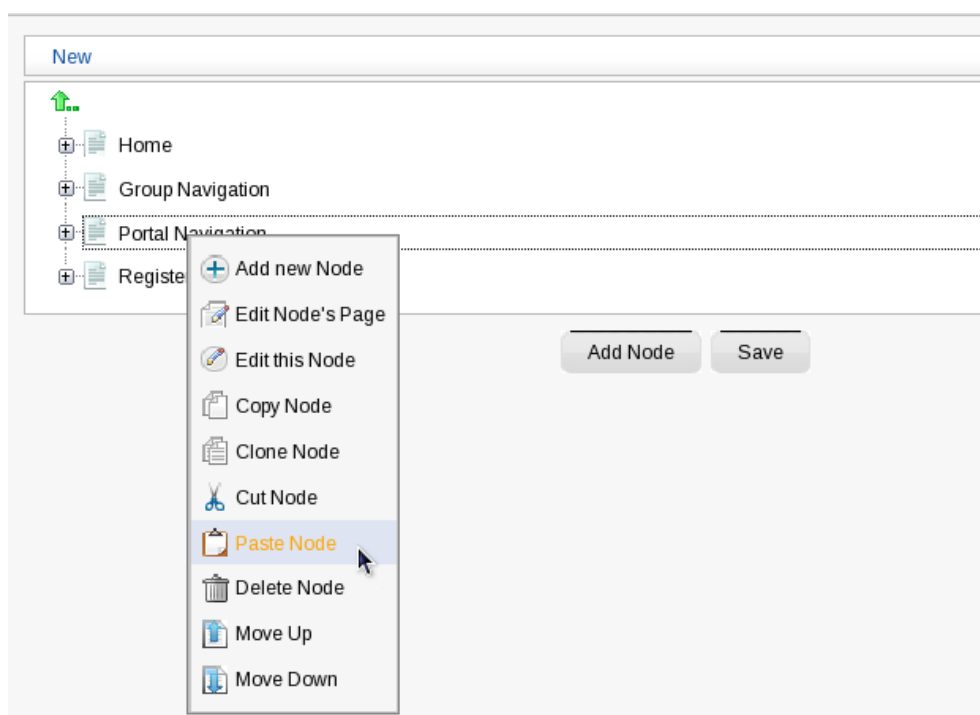 New
Home
Group Navigation
Portal Navigation
Registe
Add new Node
Edit Node's Page
Edit this Node
Copy Node
Clone Node
Cut Node
Paste Node
Delete Node
Move Up
Move Down
Add Node
Save